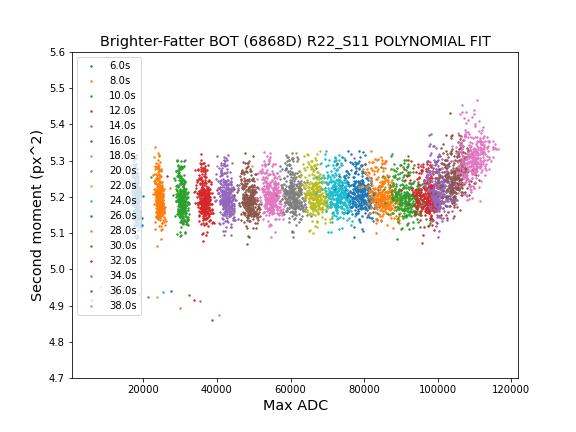 Brighter-Fatter BOT (6868D) R22_S11 POLYNOMIAL FIT
5.6
5.5
5.4
5.3
5.2
5.1
5.0
4.9
4.8
4.7
Second moment (px^2)
6.0s
8.0s
10.0s
12.0s
14.0s
16.0s
18.0s
20.0s
22.0s
24.0s
26.0s
28.0s
30.0s
32.0s
34.0s
36.0s
38.0s
20000 40000 60000 80000 100000 120000
Max ADC